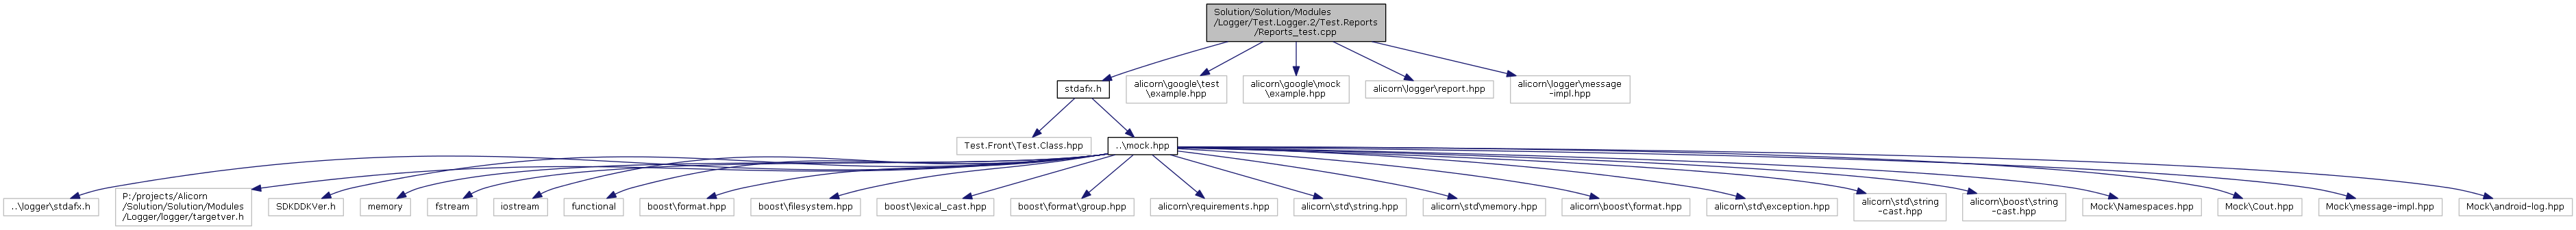 Solution/Solution/Modules
/Logger/Test.Logger.2/Test.Reports
/Reports_test.cpp
stdafx.h
alicorn\google\test
\example.hpp
alicorn\google\mock
\example.hpp
alicorn\logger\report.hpp
alicorn\logger\message
-impl.hpp
Test.Front\Test.Class.hpp
..\mock.hpp
..\logger\stdafx.h
P:/projects/Alicorn
/Solution/Solution/Modules
/Logger/logger/targetver.h
SDKDDKVer.h
memory
fstream
iostream
functional
boost\format.hpp
boost\filesystem.hpp
boost\lexical_cast.hpp
boost\format\group.hpp
alicorn\requirements.hpp
alicorn\std\string.hpp
alicorn\std\memory.hpp
alicorn\boost\format.hpp
alicorn\std\exception.hpp
alicorn\std\string
-cast.hpp
alicorn\boost\string
-cast.hpp
Mock\Namespaces.hpp
Mock\Cout.hpp
Mock\message-impl.hpp
Mock\android-log.hpp